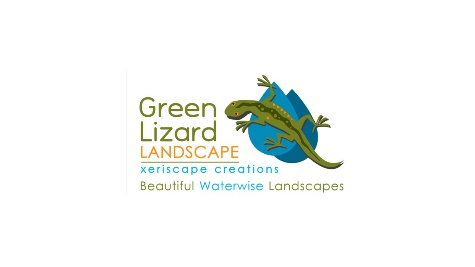 Green
Lizard
LANDSCAPE
xeriscape creations
Beautiful Waterwise Landscapes